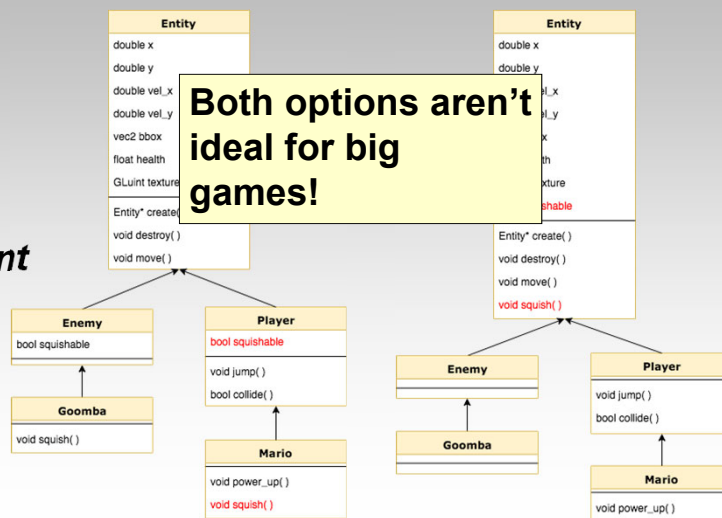 Entity
double x
double y
double vel_x
double vel_y
vec2 bbox
float health
GLuint texture
Entity* create(
void destroy( )
void move( )
Enemy
bool squishable
Goomba
void squish( )
Player
bool squishable
void jump( )
bool collide( )
Mario
void power_up( )
void squish( )
Both options aren’t
ideal for big
games!
nt
Entity
double x
double y
el_x
el_y
x
th
xture
shable
Entity* create( )
void destroy( )
void move( )
void squish( )
Enemy
Goomba
Player
void jump( )
bool collide( )
Mario
void power_up( )